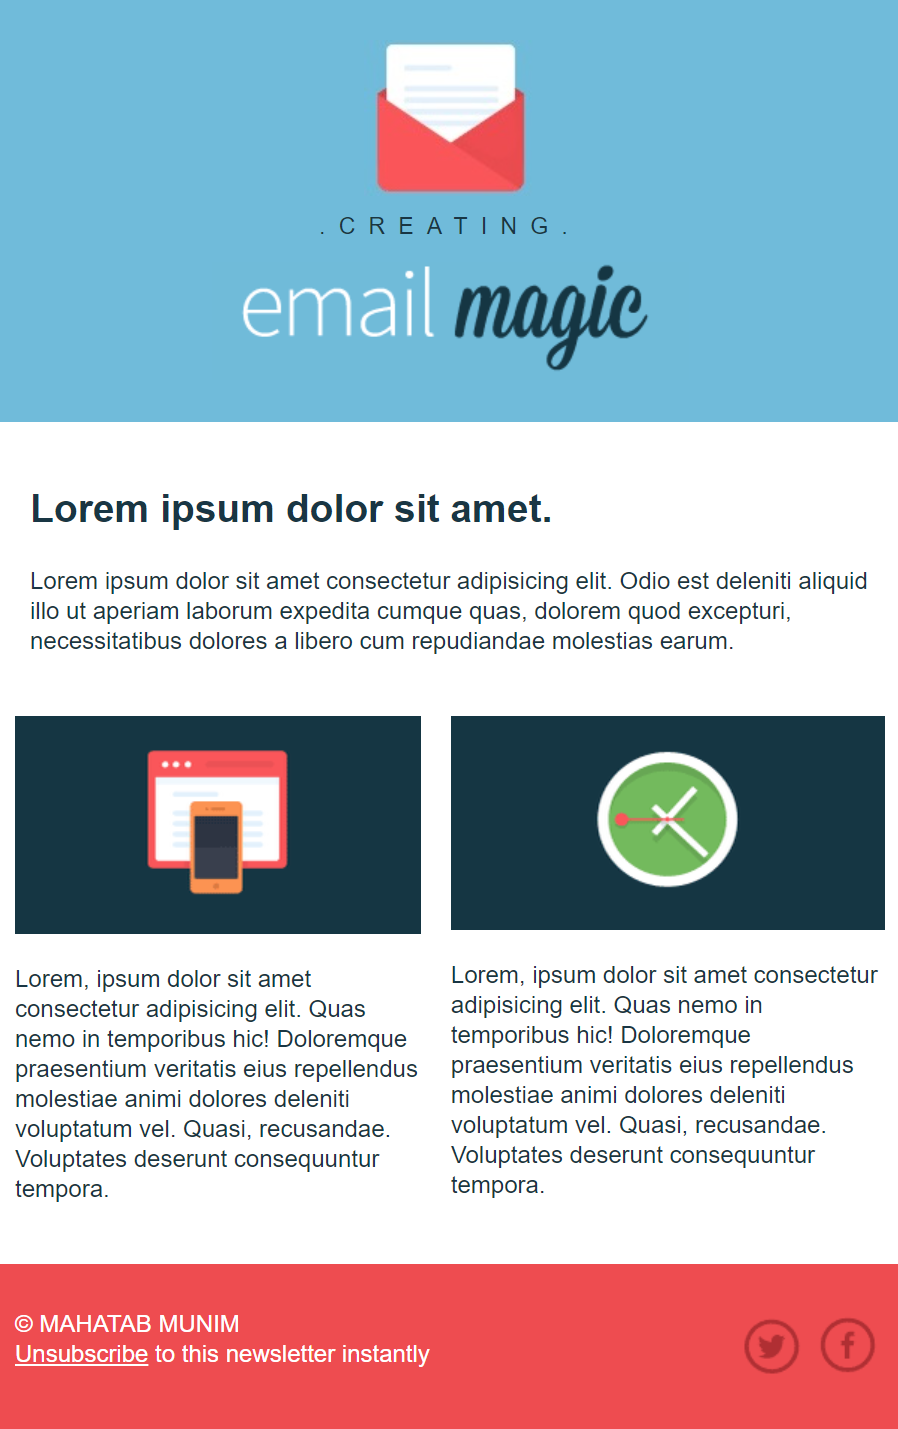 . C R E A T I N G .
email magic
Lorem ipsum dolor sit amet.
Lorem ipsum dolor sit amet consectetur adipisicing elit. Odio est deleniti aliquid
illo ut aperiam laborum expedita cumque quas, dolorem quod excepturi,
necessitatibus dolores a libero cum repudiandae molestias earum.
Lorem, ipsum dolor sit amet
consectetur adipisicing elit. Quas
nemo in temporibus hic! Doloremque
praesentium veritatis eius repellendus
molestiae animi dolores deleniti
voluptatum vel. Quasi, recusandae.
Voluptates deserunt consequuntur
tempora.
Lorem, ipsum dolor sit amet consectetur
adipisicing elit. Quas nemo in
temporibus hic! Doloremque
praesentium veritatis eius repellendus
molestiae animi dolores deleniti
voluptatum vel. Quasi, recusandae.
Voluptates deserunt consequuntur
tempora.
© MAHATAB MUNIM
Unsubscribe to this newsletter instantly